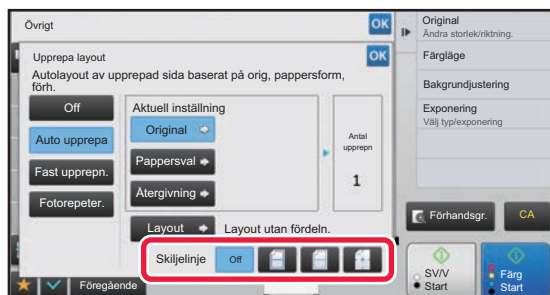 Övrigt
OK
Upprepa layout
OK
Autolayout av upprepad sida baserat på orig, pappersform,
förh.
Off
Auto upprepa
Fast upprepn.
Fotorepeter.
Aktuell inställning
Original
Pappersval
Återgivning
Antal
upprepn
1
Layout
Layout utan fördeln.
Skiljelinje
Off
Föregående
Original
Ändra storlek/riktning.
Färgläge
Bakgrundjustering
Exponering
Välj typ/exponering
Förhandsgr.
CA
SV/V
Start
Färg
Start